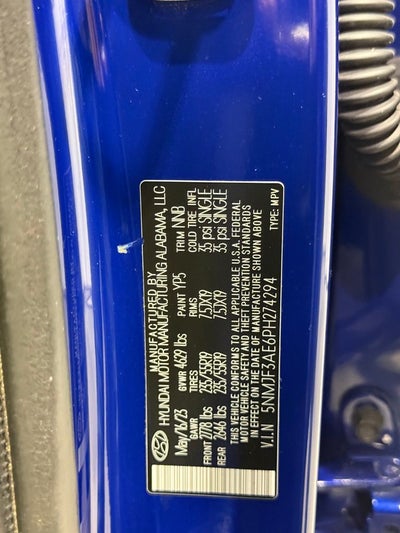 MANUFACTURED BY
HYUNDAI MOTOR MANUFACTURING ALABAMA, LLC
May/16/73 GVWR 4629 lbs PAINT YP5 TRIM NNB
GAWR TIRES RIMS COLD TIRE INFL
FRONT 2778 lbs 235/55R19 7.5JX19 35 psi SINGLE
REAR 2646 lbs 235/55R19 7.5JX19 35 psi SINGLE
THIS VEHICLE CONFORMS TO ALL APPLICABLE U.S.A. FEDERAL
MOTOR VEHICLE SAFETY AND THEFT PREVENTION STANDARDS
IN EFFECT ON THE DATE OF MANUFACTURE SHOWN ABOVE
V.I.N 5NMJF3AE6PH274294 TYPE: MPV